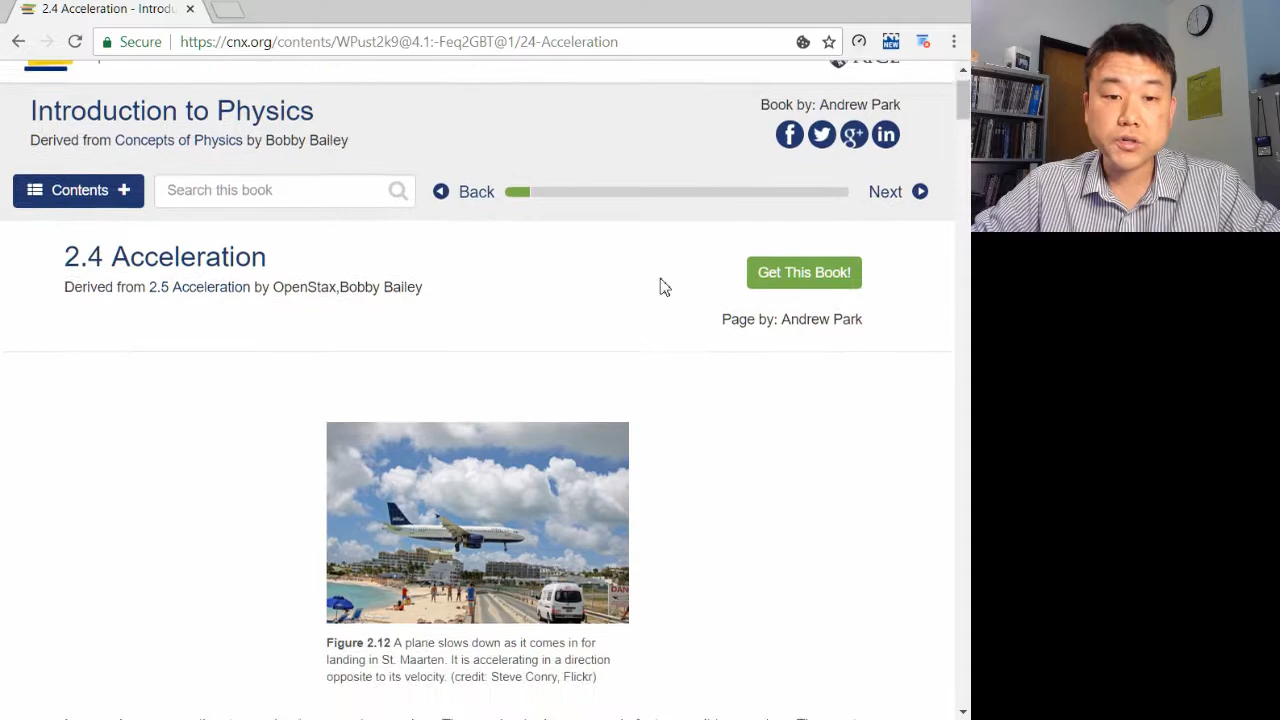 2.4 Acceleration - Introdu
Secure https://cnx.org/contents/WPust2k9@4.1:-Feq2GBT@1/24-Acceleration
NEW
Introduction to Physics
Book by: Andrew Park
Derived from Concepts of Physics by Bobby Bailey
Contents +
Search this book
Back
Next
2.4 Acceleration
Get This Book!
Derived from 2.5 Acceleration by OpenStax,Bobby Bailey
Page by: Andrew Park
DAN
Figure 2.12 A plane slows down as it comes in for
landing in St. Maarten. It is accelerating in a direction
opposite to its velocity. (credit: Steve Conry, Flickr)